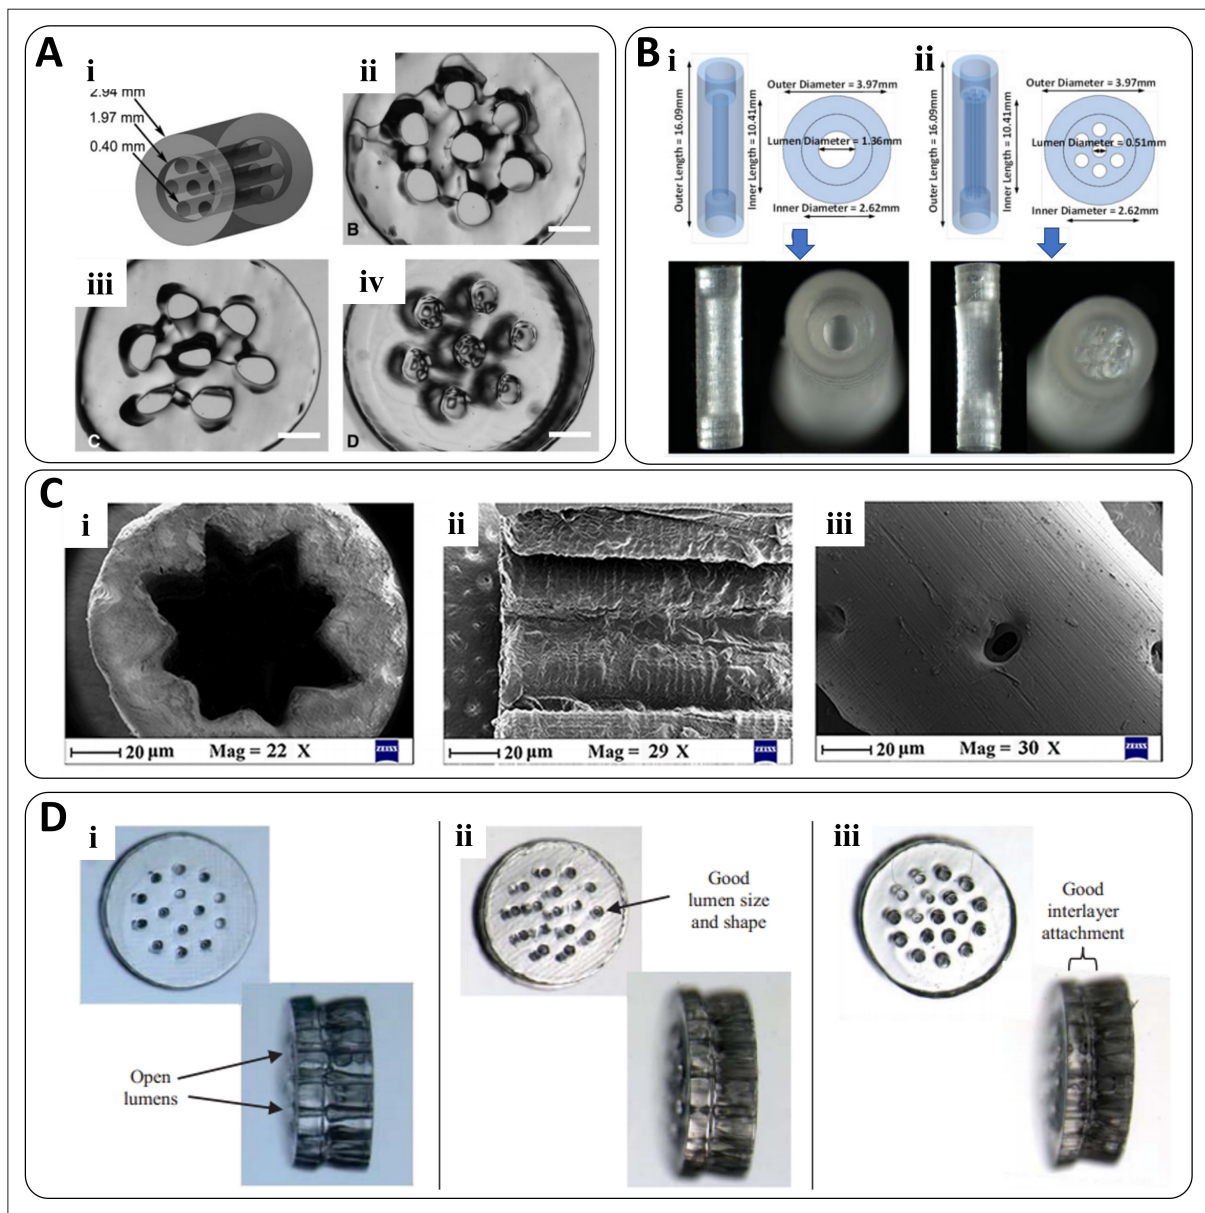 A
i
2.94 mm
1.97 mm
0.40 mm
ii
B
iii
C
iv
D
B
i
Outer Length = 16.09mm
Inner Length = 10.41mm
Outer Diameter = 3.97mm
Lumen Diameter = 1.36mm
Inner Diameter = 2.62mm
ii
Outer Length = 16.09mm
Inner Length = 10.41mm
Outer Diameter = 3.97mm
Lumen Diameter = 0.51mm
Inner Diameter = 2.62mm
C
i
20 µm Mag = 22 X ZEISS
ii
20 µm Mag = 29 X ZEISS
iii
20 µm Mag = 30 X ZEISS
D
i
Open
lumens
ii
Good
lumen size
and shape
iii
Good
interlayer
attachment